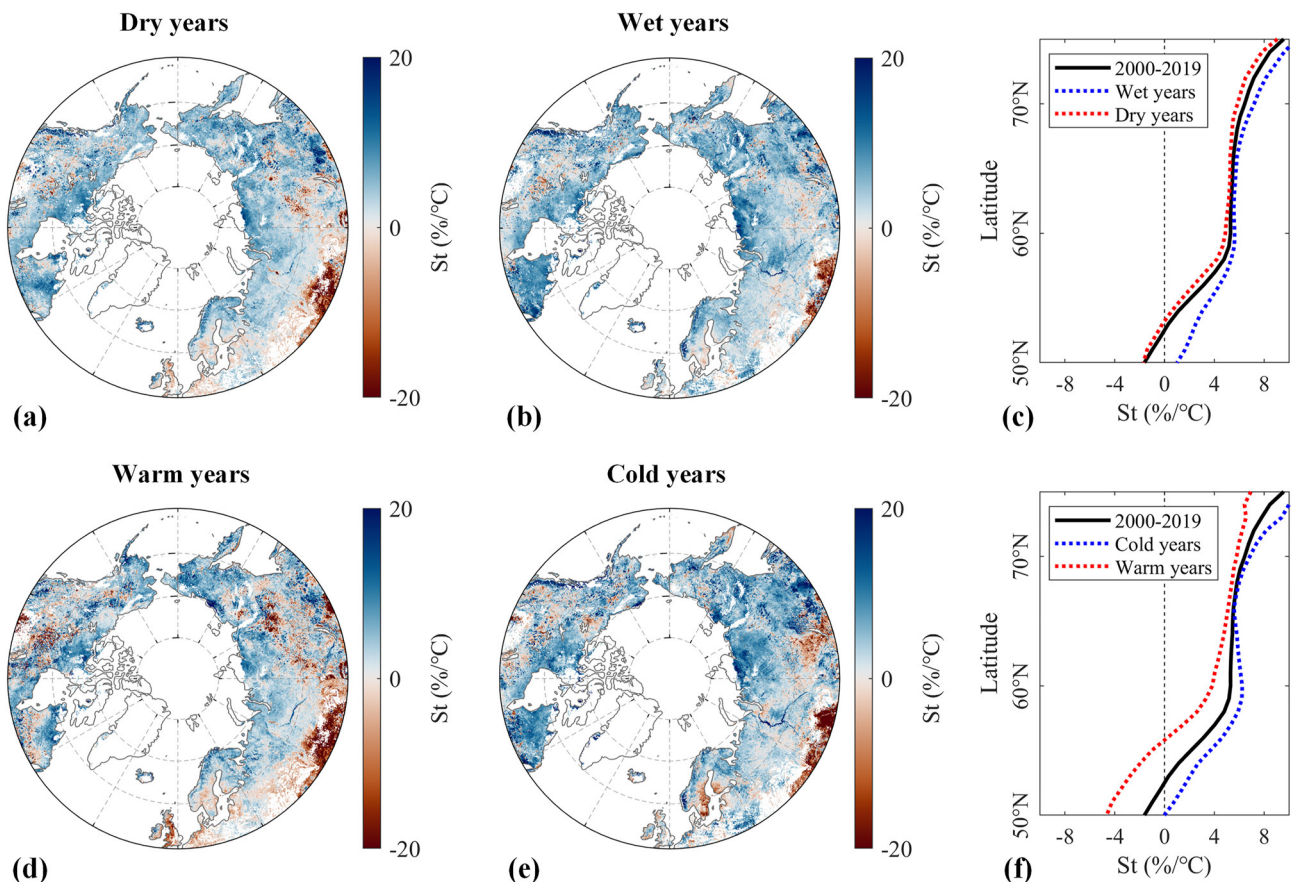 Dry years
20
0
-20
St (%/°C)
(a)
Wet years
20
0
-20
St (%/°C)
(b)
2000-2019
Wet years
Dry years
Latitude
70°N
60°N
50°N
-8
-4
0
4
8
St (%/°C)
(c)
Warm years
20
0
-20
St (%/°C)
(d)
Cold years
20
0
-20
St (%/°C)
(e)
2000-2019
Cold years
Warm years
Latitude
70°N
60°N
50°N
-8
-4
0
4
8
St (%/°C)
(f)